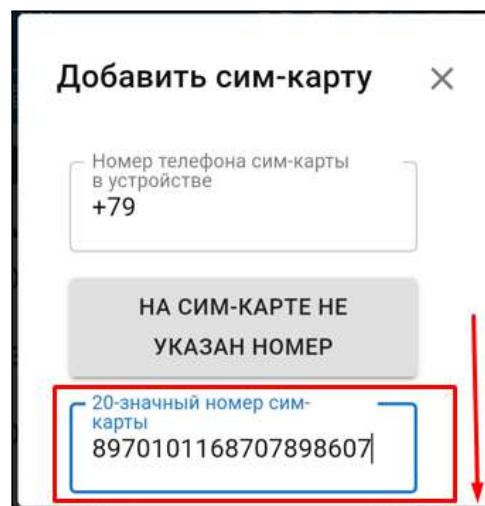 Добавить сим-карту
Номер телефона сим-карты
в устройстве
+79
НА СИМ-КАРТЕ НЕ
УКАЗАН НОМЕР
20-значный номер сим-
карты
8970101168707898607